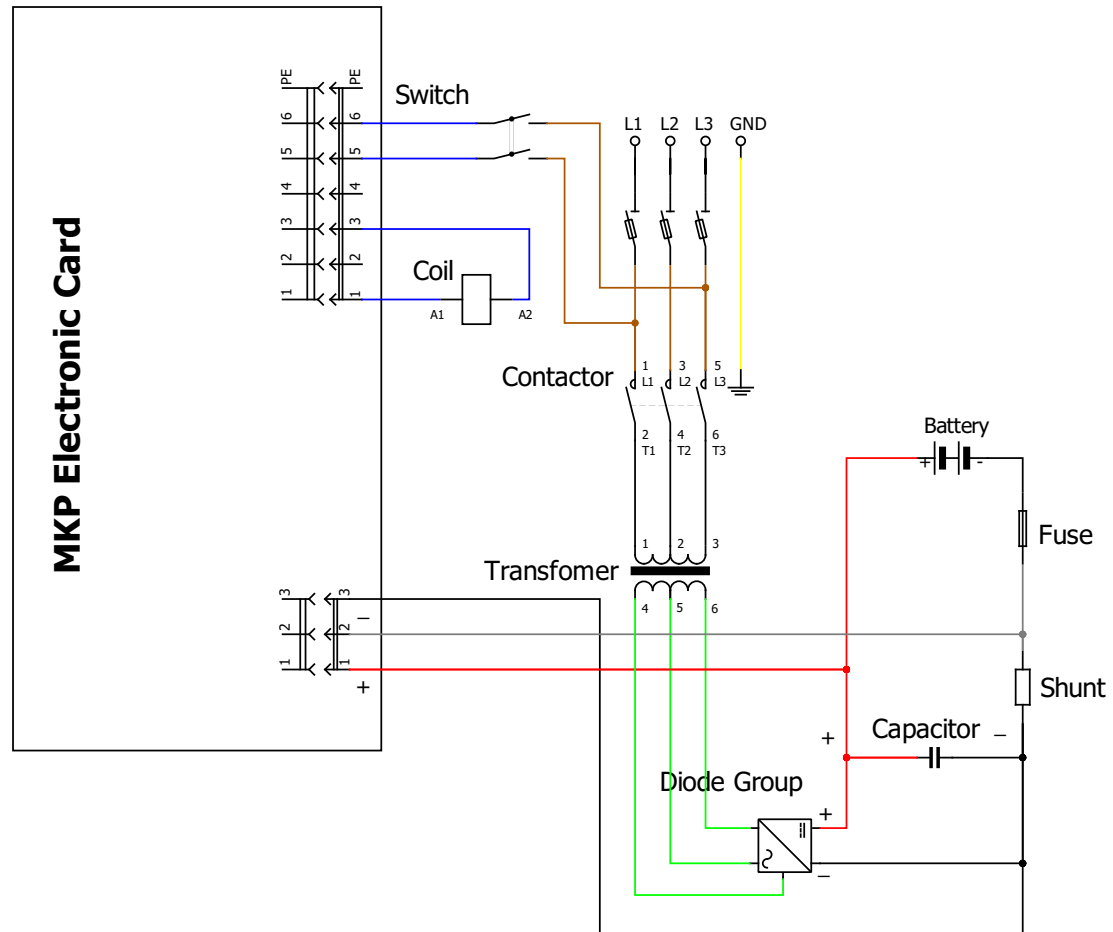 MKP Electronic Card
PE PE
6 6
5 5
4 4
3 3
2 2
1 1
Switch
Coil
A1 A2
L1 L2 L3 GND
Contactor
1 3 5
L1 L2 L3
2 4 6
T1 T2 T3
Battery
+ -
Fuse
1 2 3
Transfomer
4 5 6
3 3
–
2 2
1 1
+
Shunt
Capacitor
+ –
Diode Group
+
–